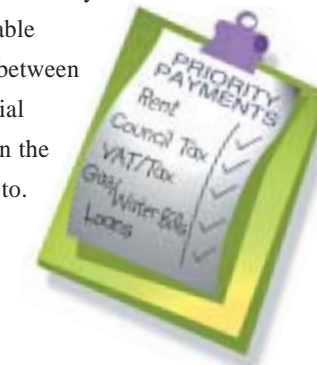 able
between
ial
n the
to.
PRIORITY
PAYMENTS
Rent
Council Tax
VAT/Tax
Gas/Water Bills
Loans